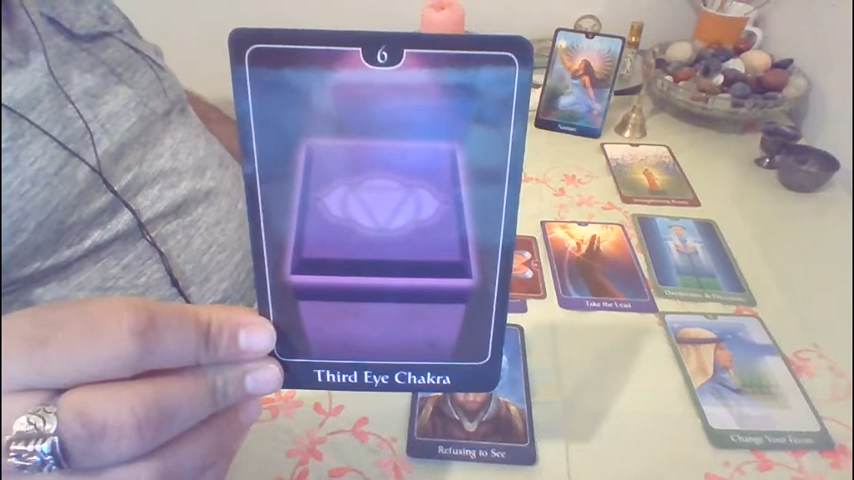 6
Third Eye Chakra
Take the Lead
Refusing to See
Change Your Focus